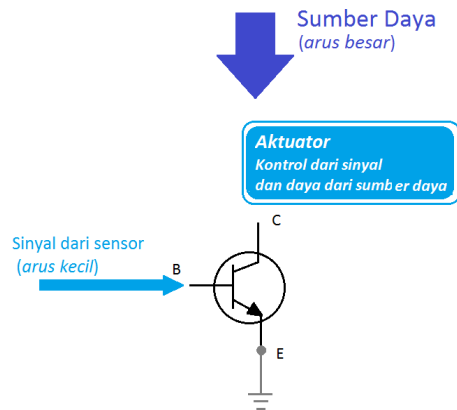 Sumber Daya
(arus besar)
Aktuator
Kontrol dari sinyal
dan daya dari sumber daya
C
Sinyal dari sensor
(arus kecil)
B
E